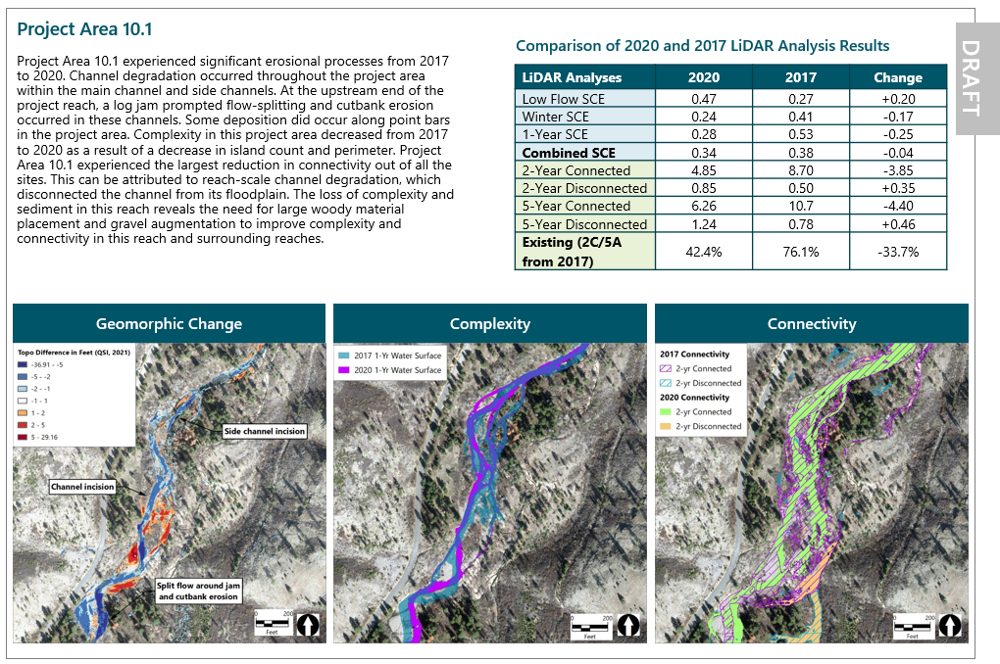 Project Area 10.1
Project Area 10.1 experienced significant erosional processes from 2017
to 2020. Channel degradation occurred throughout the project area
within the main channel and side channels. At the upstream end of the
project reach, a log jam prompted flow-splitting and cutbank erosion
occurred in these channels. Some deposition did occur along point bars
in the project area. Complexity in this project area decreased from 2017
to 2020 as a result of a decrease in island count and perimeter. Project
Area 10.1 experienced the largest reduction in connectivity out of all the
sites. This can be attributed to reach-scale channel degradation, which
disconnected the channel from its floodplain. The loss of complexity and
sediment in this reach reveals the need for large woody material
placement and gravel augmentation to improve complexity and
connectivity in this reach and surrounding reaches.
Comparison of 2020 and 2017 LiDAR Analysis Results
LiDAR Analyses 2020 2017 Change
Low Flow SCE 0.47 0.27 +0.20
Winter SCE 0.24 0.41 -0.17
1-Year SCE 0.28 0.53 -0.25
Combined SCE 0.34 0.38 -0.04
2-Year Connected 4.85 8.70 -3.85
2-Year Disconnected 0.85 0.50 +0.35
5-Year Connected 6.26 10.7 -4.40
5-Year Disconnected 1.24 0.78 +0.46
Existing (2C/5A
from 2017) 42.4% 76.1% -33.7%
DRAFT
Geomorphic Change
Topo Difference in Feet (QSI, 2021)
-36.91 - -5
-5 - -2
-2 - -1
-1 - 1
1 - 2
2 - 5
5 - 29.16
Side channel incision
Channel incision
Split flow around jam
and cutbank erosion
0 200
Feet
Complexity
2017 1-Yr Water Surface
2020 1-Yr Water Surface
0 200
Feet
Connectivity
2017 Connectivity
2-yr Connected
2-yr Disconnected
2020 Connectivity
2-yr Connected
2-yr Disconnected
0 200
Feet